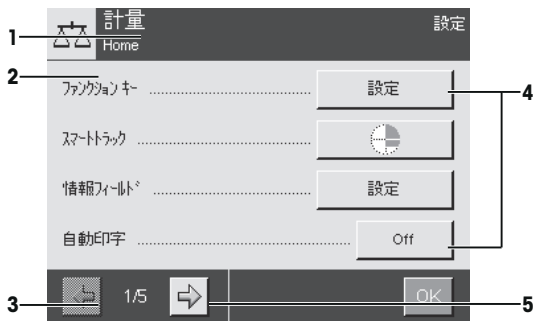 計量
Home
設定
1
2
ファンクション キー ........................................ 設定
4
スマートトラック ...........................................
情報フィールド ........................................... 設定
自動印字 ..................................................... Off
3
1/5
OK
5